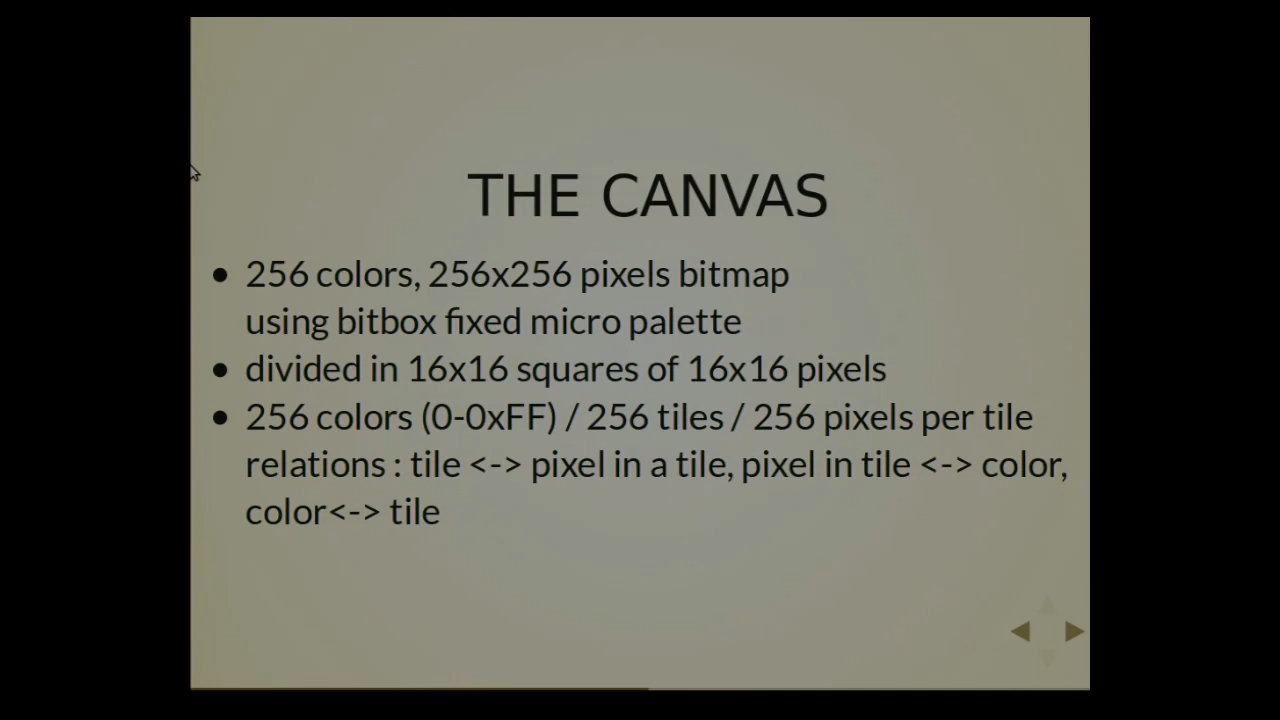 THE CANVAS
• 256 colors, 256x256 pixels bitmap
using bitbox fixed micro palette
• divided in 16x16 squares of 16x16 pixels
• 256 colors (0-0xFF) / 256 tiles / 256 pixels per tile
relations : tile <-> pixel in a tile, pixel in tile <-> color,
color<-> tile